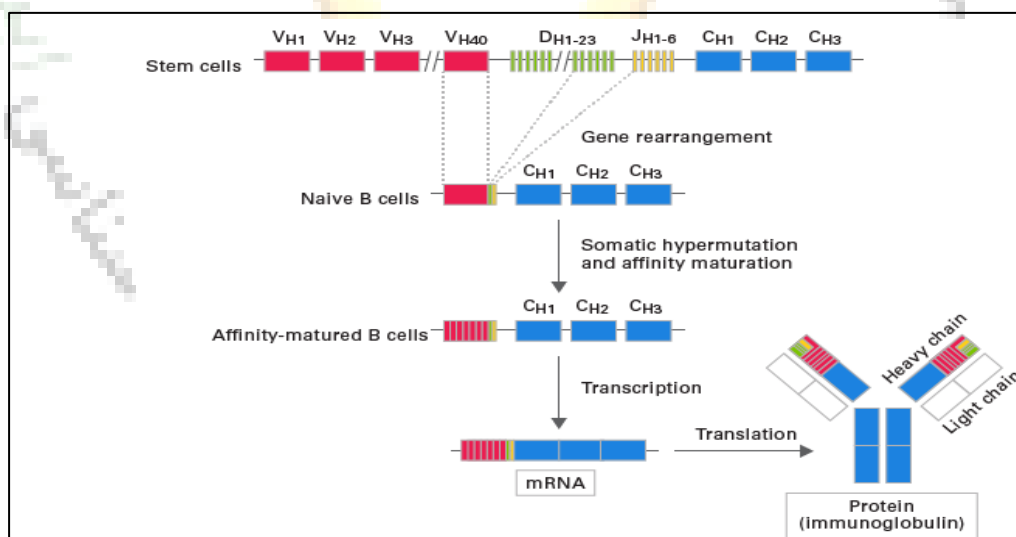 VH1 VH2 VH3 VH40 DH1-23 JH1-6 CH1 CH2 CH3
Stem cells
Gene rearrangement
CH1 CH2 CH3
Naive B cells
Somatic hypermutation
and affinity maturation
CH1 CH2 CH3
Affinity-matured B cells
Heavy chain
Light chain
Transcription
Translation
mRNA
Protein
(immunoglobulin)